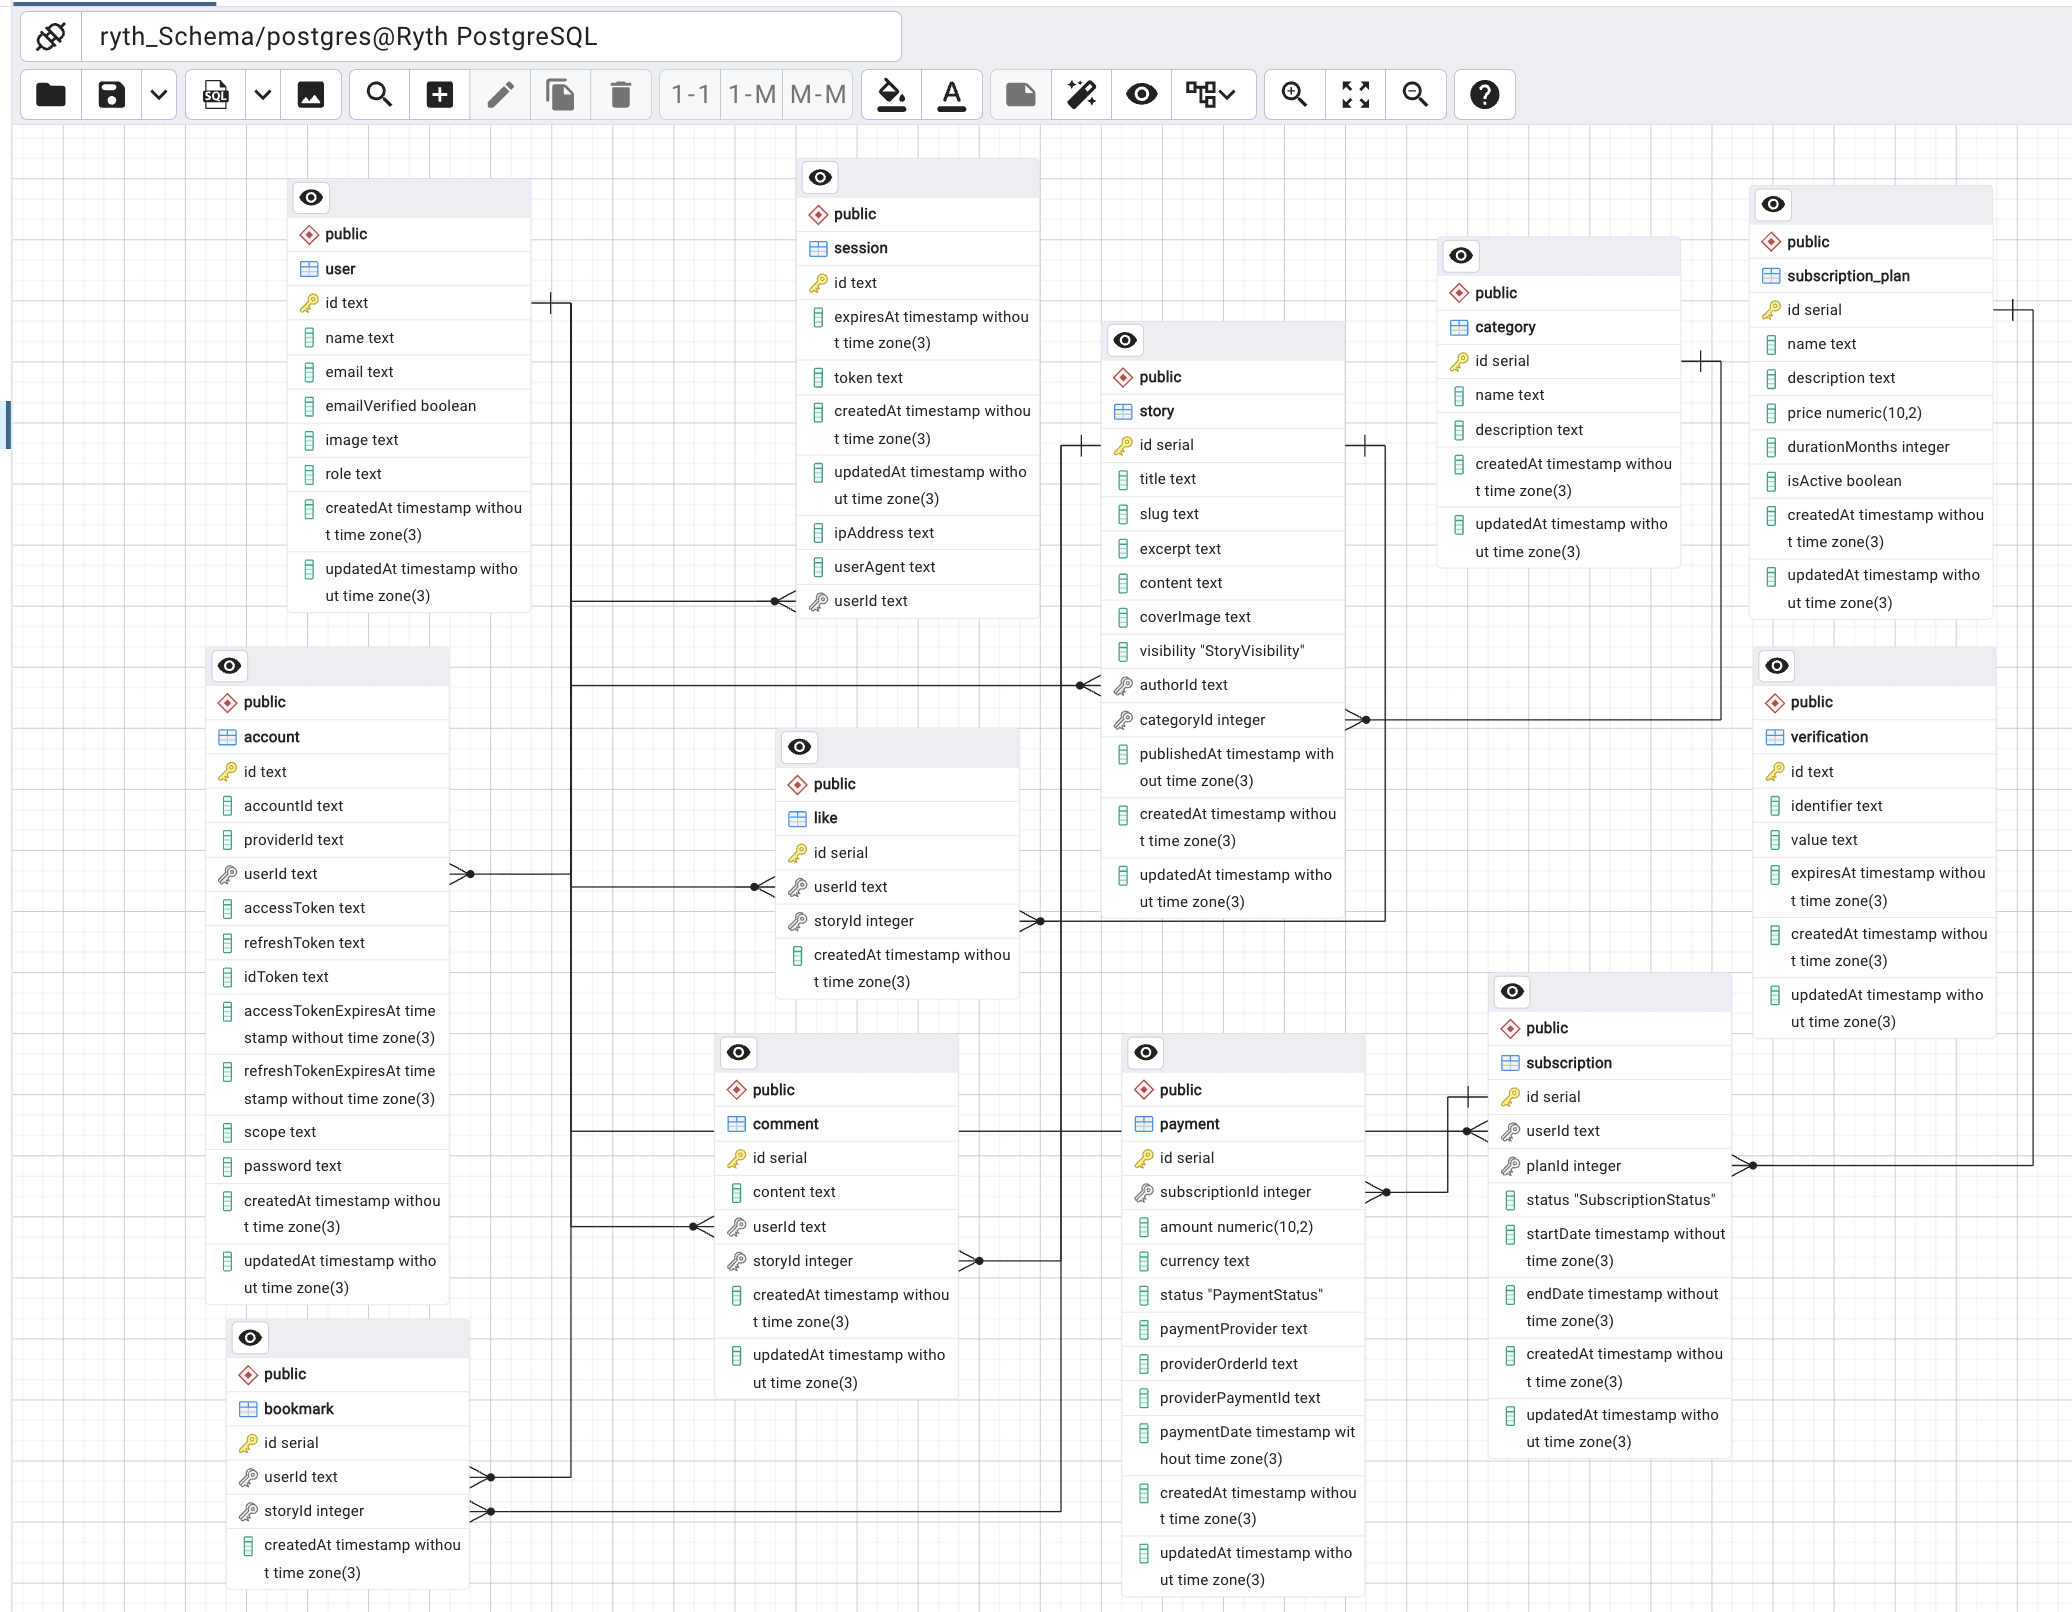 ryth_Schema/postgres@Ryth PostgreSQL
SQL
1-1
1-M
M-M
A
public
user
id text
name text
email text
emailVerified boolean
image text
role text
createdAt timestamp withou
t time zone(3)
updatedAt timestamp witho
ut time zone(3)
public
session
id text
expiresAt timestamp withou
t time zone(3)
token text
createdAt timestamp withou
t time zone(3)
updatedAt timestamp witho
ut time zone(3)
ipAddress text
userAgent text
userId text
public
story
id serial
title text
slug text
excerpt text
content text
coverImage text
visibility "StoryVisibility"
authorId text
categoryId integer
publishedAt timestamp with
out time zone(3)
createdAt timestamp withou
t time zone(3)
updatedAt timestamp witho
ut time zone(3)
public
category
id serial
name text
description text
createdAt timestamp withou
t time zone(3)
updatedAt timestamp witho
ut time zone(3)
public
subscription_plan
id serial
name text
description text
price numeric(10,2)
durationMonths integer
isActive boolean
createdAt timestamp withou
t time zone(3)
updatedAt timestamp witho
ut time zone(3)
public
account
id text
accountId text
providerId text
userId text
accessToken text
refreshToken text
idToken text
accessTokenExpiresAt time
stamp without time zone(3)
refreshTokenExpiresAt time
stamp without time zone(3)
scope text
password text
createdAt timestamp withou
t time zone(3)
updatedAt timestamp witho
ut time zone(3)
public
like
id serial
userId text
storyId integer
createdAt timestamp withou
t time zone(3)
public
verification
id text
identifier text
value text
expiresAt timestamp withou
t time zone(3)
createdAt timestamp withou
t time zone(3)
updatedAt timestamp witho
ut time zone(3)
public
comment
id serial
content text
userId text
storyId integer
createdAt timestamp withou
t time zone(3)
updatedAt timestamp witho
ut time zone(3)
public
payment
id serial
subscriptionId integer
amount numeric(10,2)
currency text
status "PaymentStatus"
paymentProvider text
providerOrderId text
providerPaymentId text
paymentDate timestamp wit
hout time zone(3)
createdAt timestamp withou
t time zone(3)
updatedAt timestamp witho
ut time zone(3)
public
subscription
id serial
userId text
planId integer
status "SubscriptionStatus"
startDate timestamp without
time zone(3)
endDate timestamp without
time zone(3)
createdAt timestamp withou
t time zone(3)
updatedAt timestamp witho
ut time zone(3)
public
bookmark
id serial
userId text
storyId integer
createdAt timestamp withou
t time zone(3)